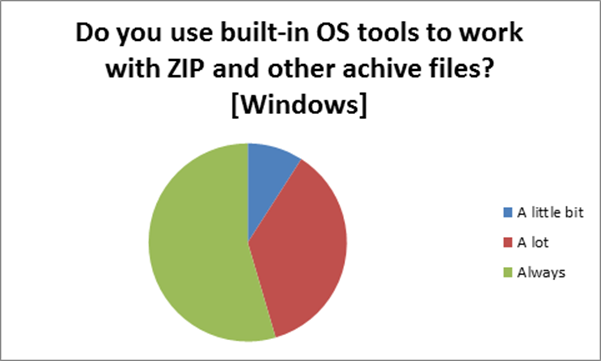 Do you use built-in OS tools to work
with ZIP and other achive files?
[Windows]
A little bit
A lot
Always